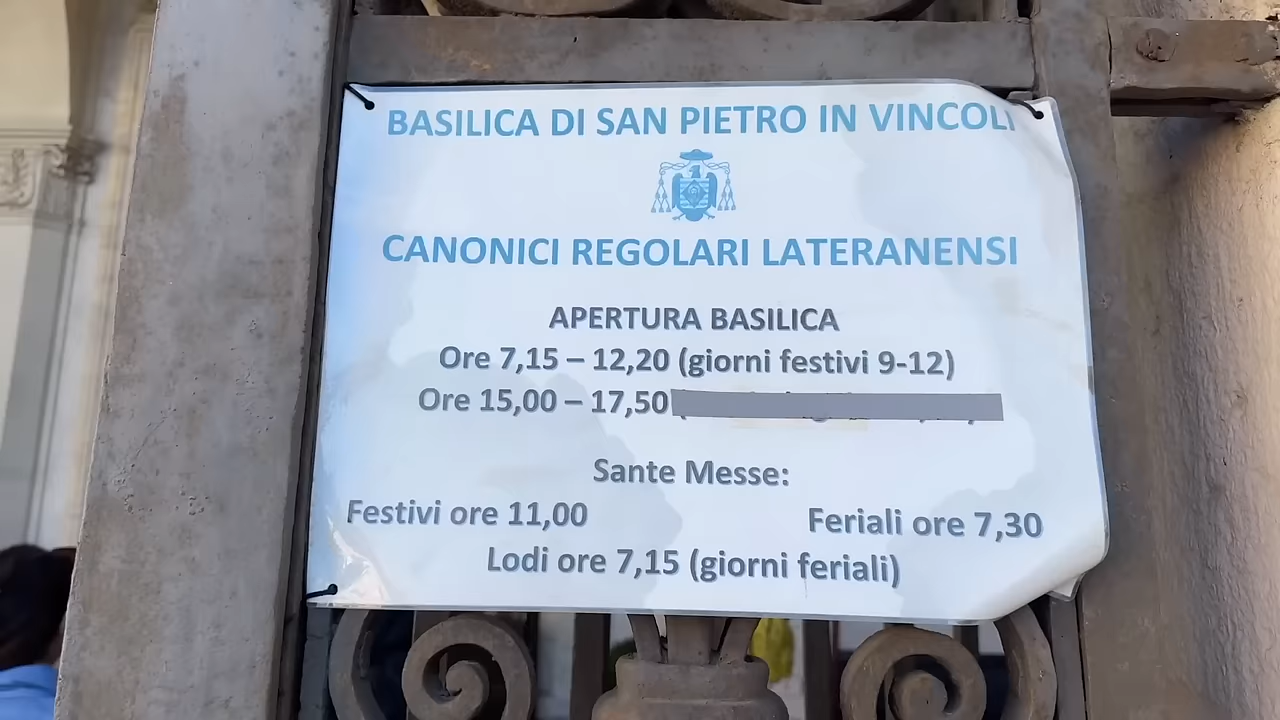 BASILICA DI SAN PIETRO IN VINCOLI
CANONICI REGOLARI LATERANENSI
APERTURA BASILICA
Ore 7,15 – 12,20 (giorni festivi 9-12)
Ore 15,00 – 17,50
Sante Messe:
Festivi ore 11,00 Feriali ore 7,30
Lodi ore 7,15 (giorni feriali)